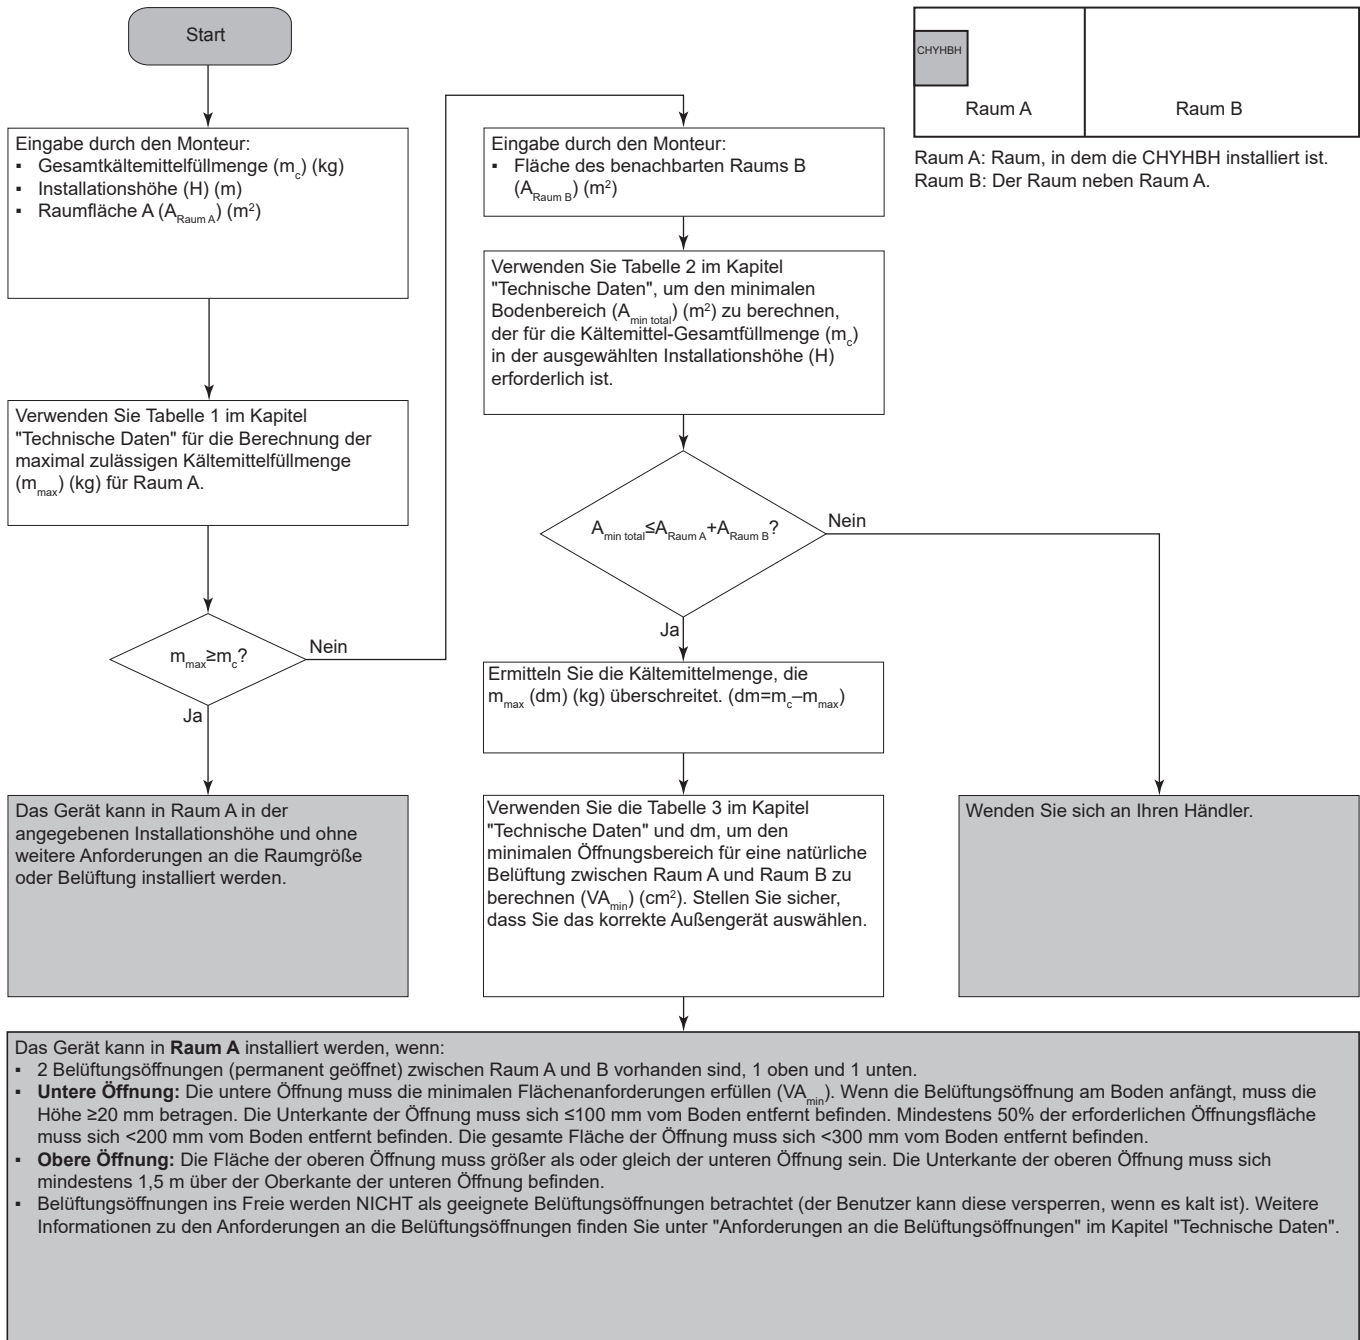 Start
Eingabe durch den Monteur:
▪ Gesamtkältemittelfüllmenge (m_c) (kg)
▪ Installationshöhe (H) (m)
▪ Raumfläche A (A_Raum A) (m²)
Verwenden Sie Tabelle 1 im Kapitel
"Technische Daten" für die Berechnung der
maximal zulässigen Kältemittelfüllmenge
(m_max) (kg) für Raum A.
m_max≥m_c?
Nein
Ja
Das Gerät kann in Raum A in der
angegebenen Installationshöhe und ohne
weitere Anforderungen an die Raumgröße
oder Belüftung installiert werden.
Eingabe durch den Monteur:
▪ Fläche des benachbarten Raums B
(A_Raum B) (m²)
Verwenden Sie Tabelle 2 im Kapitel
"Technische Daten", um den minimalen
Bodenbereich (A_min total) (m²) zu berechnen,
der für die Kältemittel-Gesamtfüllmenge (m_c)
in der ausgewählten Installationshöhe (H)
erforderlich ist.
A_min total≤A_Raum A+A_Raum B?
Nein
Ja
Ermitteln Sie die Kältemittelmenge, die
m_max (dm) (kg) überschreitet. (dm=m_c–m_max)
Verwenden Sie die Tabelle 3 im Kapitel
"Technische Daten" und dm, um den
minimalen Öffnungsbereich für eine natürliche
Belüftung zwischen Raum A und Raum B zu
berechnen (VA_min) (cm²). Stellen Sie sicher,
dass Sie das korrekte Außengerät auswählen.
Wenden Sie sich an Ihren Händler.
CHYHBH
Raum A
Raum B
Raum A: Raum, in dem die CHYHBH installiert ist.
Raum B: Der Raum neben Raum A.
Das Gerät kann in Raum A installiert werden, wenn:
▪ 2 Belüftungsöffnungen (permanent geöffnet) zwischen Raum A und B vorhanden sind, 1 oben und 1 unten.
▪ Untere Öffnung: Die untere Öffnung muss die minimalen Flächenanforderungen erfüllen (VA_min). Wenn die Belüftungsöffnung am Boden anfängt, muss die
Höhe ≥20 mm betragen. Die Unterkante der Öffnung muss sich ≤100 mm vom Boden entfernt befinden. Mindestens 50% der erforderlichen Öffnungsfläche
muss sich <200 mm vom Boden entfernt befinden. Die gesamte Fläche der Öffnung muss sich <300 mm vom Boden entfernt befinden.
▪ Obere Öffnung: Die Fläche der oberen Öffnung muss größer als oder gleich der unteren Öffnung sein. Die Unterkante der oberen Öffnung muss sich
mindestens 1,5 m über der Oberkante der unteren Öffnung befinden.
▪ Belüftungsöffnungen ins Freie werden NICHT als geeignete Belüftungsöffnungen betrachtet (der Benutzer kann diese versperren, wenn es kalt ist). Weitere
Informationen zu den Anforderungen an die Belüftungsöffnungen finden Sie unter "Anforderungen an die Belüftungsöffnungen" im Kapitel "Technische Daten".